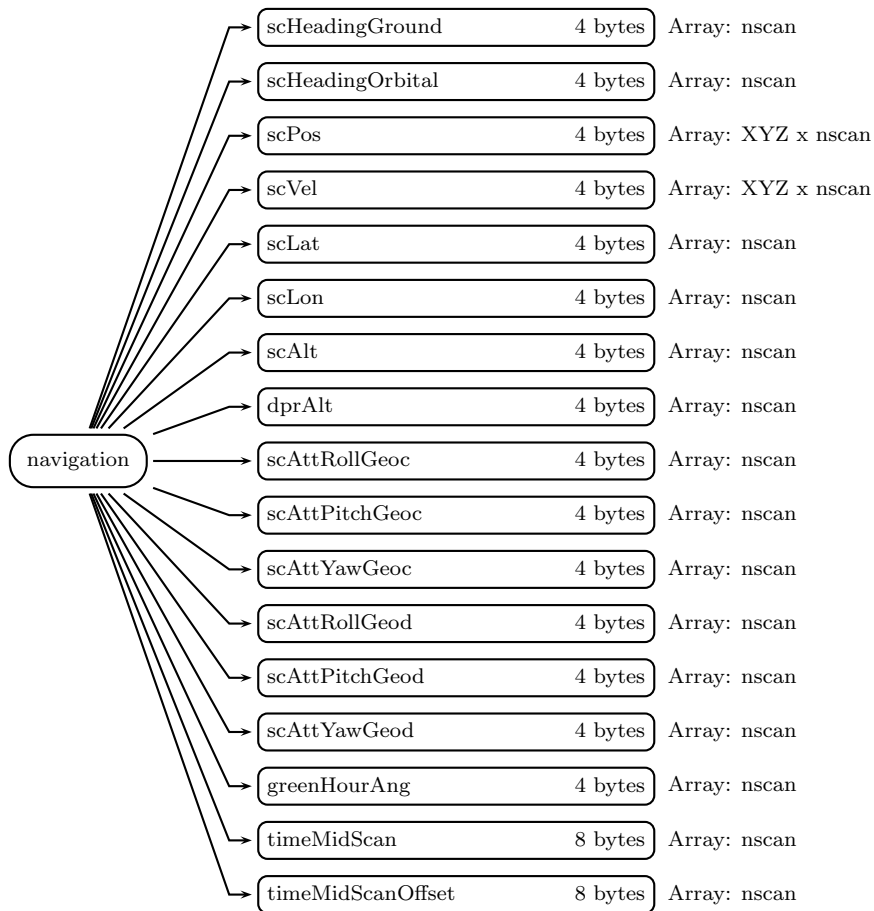 scHeadingGround 4 bytes Array: nscan
scHeadingOrbital 4 bytes Array: nscan
scPos 4 bytes Array: XYZ x nscan
scVel 4 bytes Array: XYZ x nscan
scLat 4 bytes Array: nscan
scLon 4 bytes Array: nscan
scAlt 4 bytes Array: nscan
dprAlt 4 bytes Array: nscan
navigation scAttRollGeoc 4 bytes Array: nscan
scAttPitchGeoc 4 bytes Array: nscan
scAttYawGeoc 4 bytes Array: nscan
scAttRollGeod 4 bytes Array: nscan
scAttPitchGeod 4 bytes Array: nscan
scAttYawGeod 4 bytes Array: nscan
greenHourAng 4 bytes Array: nscan
timeMidScan 8 bytes Array: nscan
timeMidScanOffset 8 bytes Array: nscan